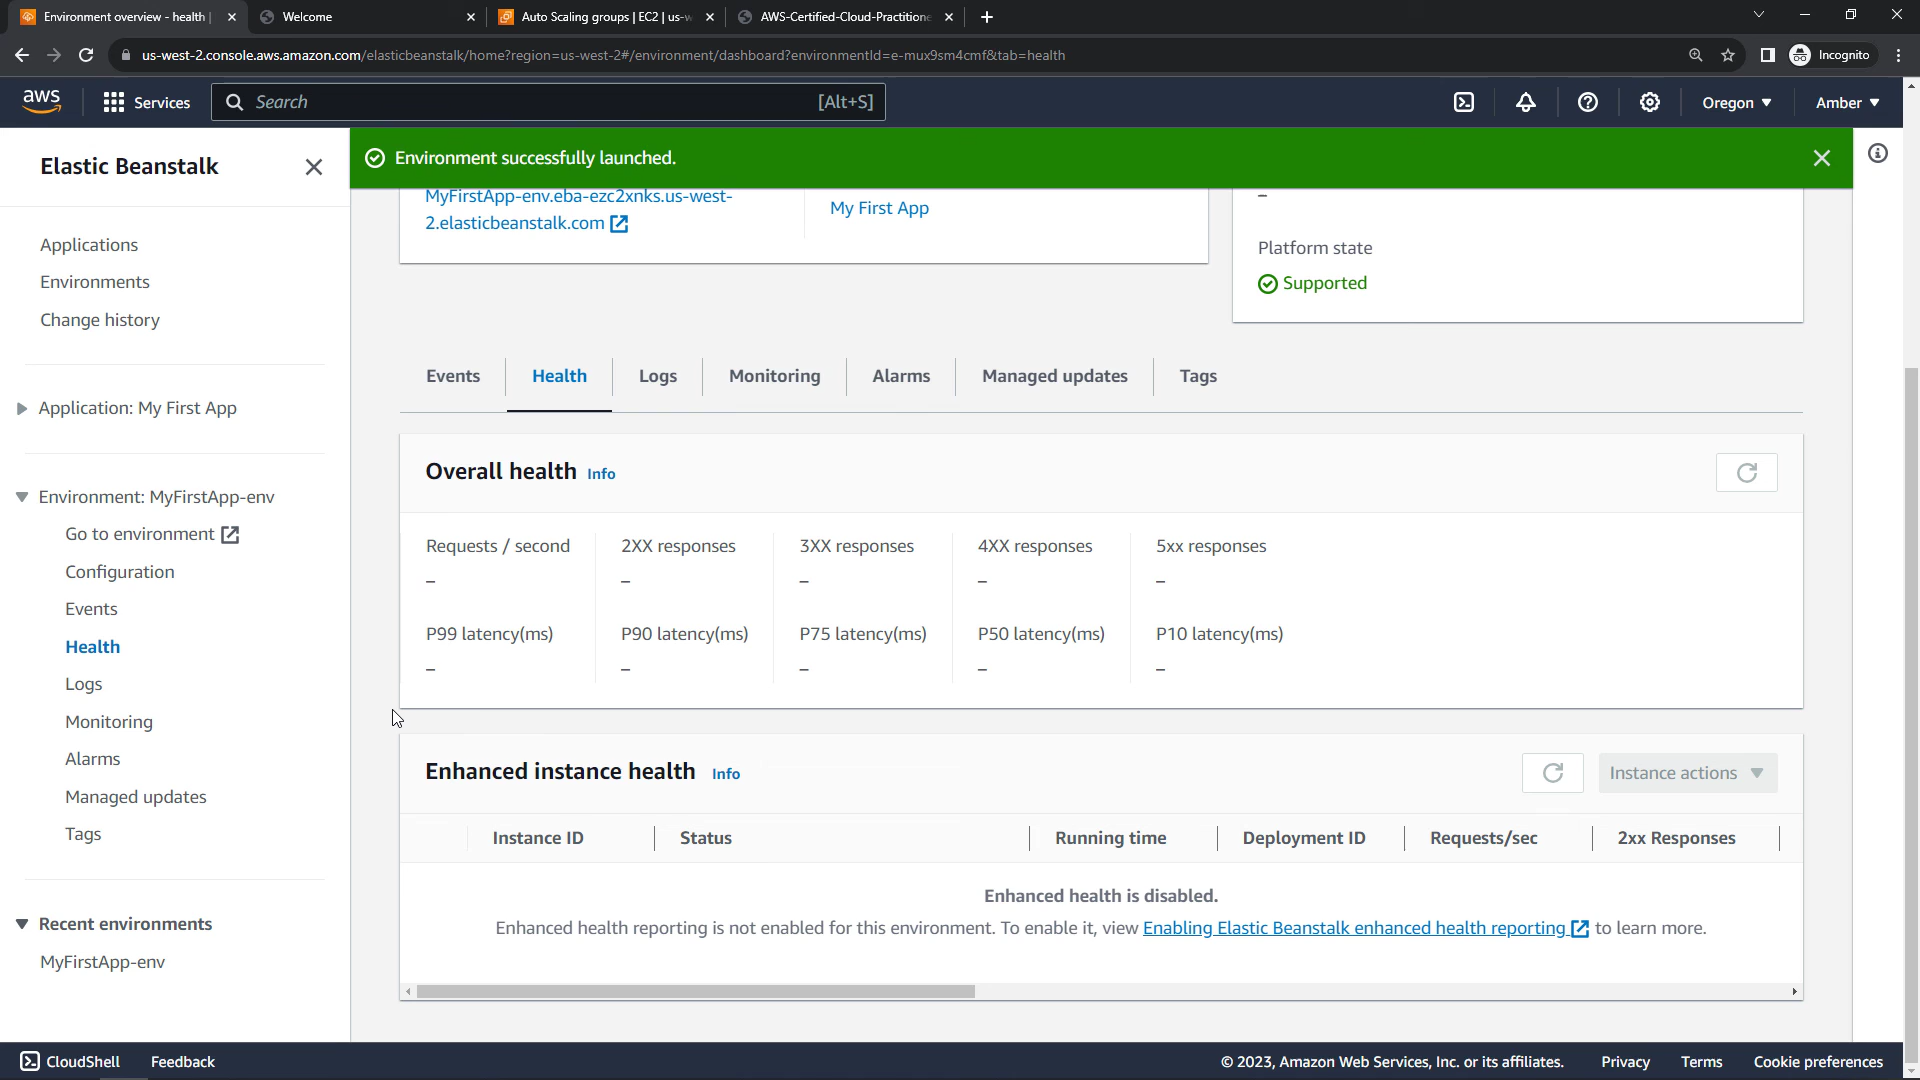 Environment overview - health |
Welcome
Auto Scaling groups | EC2 | us-w
AWS-Certified-Cloud-Practitione
us-west-2.console.aws.amazon.com/elasticbeanstalk/home?region=us-west-2#/environment/dashboard?environmentId=e-mux9sm4cmf&tab=health
Incognito
aws
Services
Search
[Alt+S]
Oregon
Amber
Elastic Beanstalk
Environment successfully launched.
Applications
Environments
Change history
Application: My First App
Environment: MyFirstApp-env
Go to environment
Configuration
Events
Health
Logs
Monitoring
Alarms
Managed updates
Tags
Recent environments
MyFirstApp-env
MyFirstApp-env.eba-ezc2xnks.us-west-
2.elasticbeanstalk.com
My First App
–
Platform state
Supported
Events
Health
Logs
Monitoring
Alarms
Managed updates
Tags
Overall health Info
Requests / second
–
2XX responses
–
3XX responses
–
4XX responses
–
5xx responses
–
P99 latency(ms)
–
P90 latency(ms)
–
P75 latency(ms)
–
P50 latency(ms)
–
P10 latency(ms)
–
Enhanced instance health Info
Instance actions
Instance ID
Status
Running time
Deployment ID
Requests/sec
2xx Responses
Enhanced health is disabled.
Enhanced health reporting is not enabled for this environment. To enable it, view Enabling Elastic Beanstalk enhanced health reporting to learn more.
CloudShell
Feedback
© 2023, Amazon Web Services, Inc. or its affiliates.
Privacy
Terms
Cookie preferences